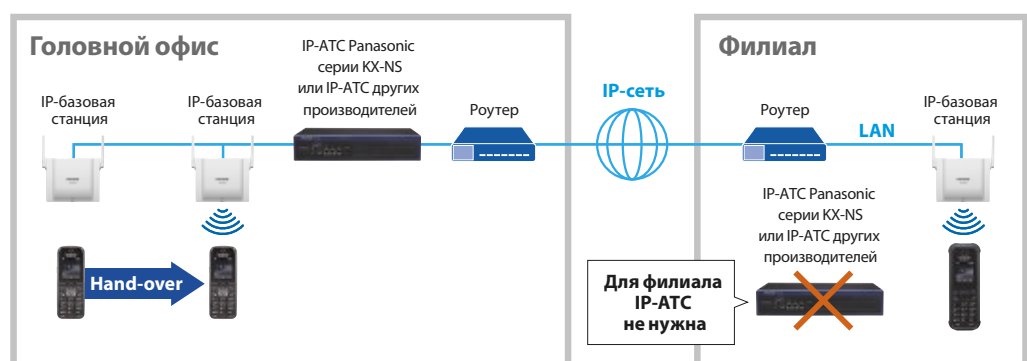 Головной офис
IP-АТС Panasonic
серии KX-NS
или IP-АТС других
производителей
IP-базовая
станция
IP-базовая
станция
Роутер
Hand-over
IP-сеть
Филиал
Роутер
LAN
IP-базовая
станция
IP-АТС Panasonic
серии KX-NS
или IP-АТС других
производителей
Для филиала
IP-АТС
не нужна